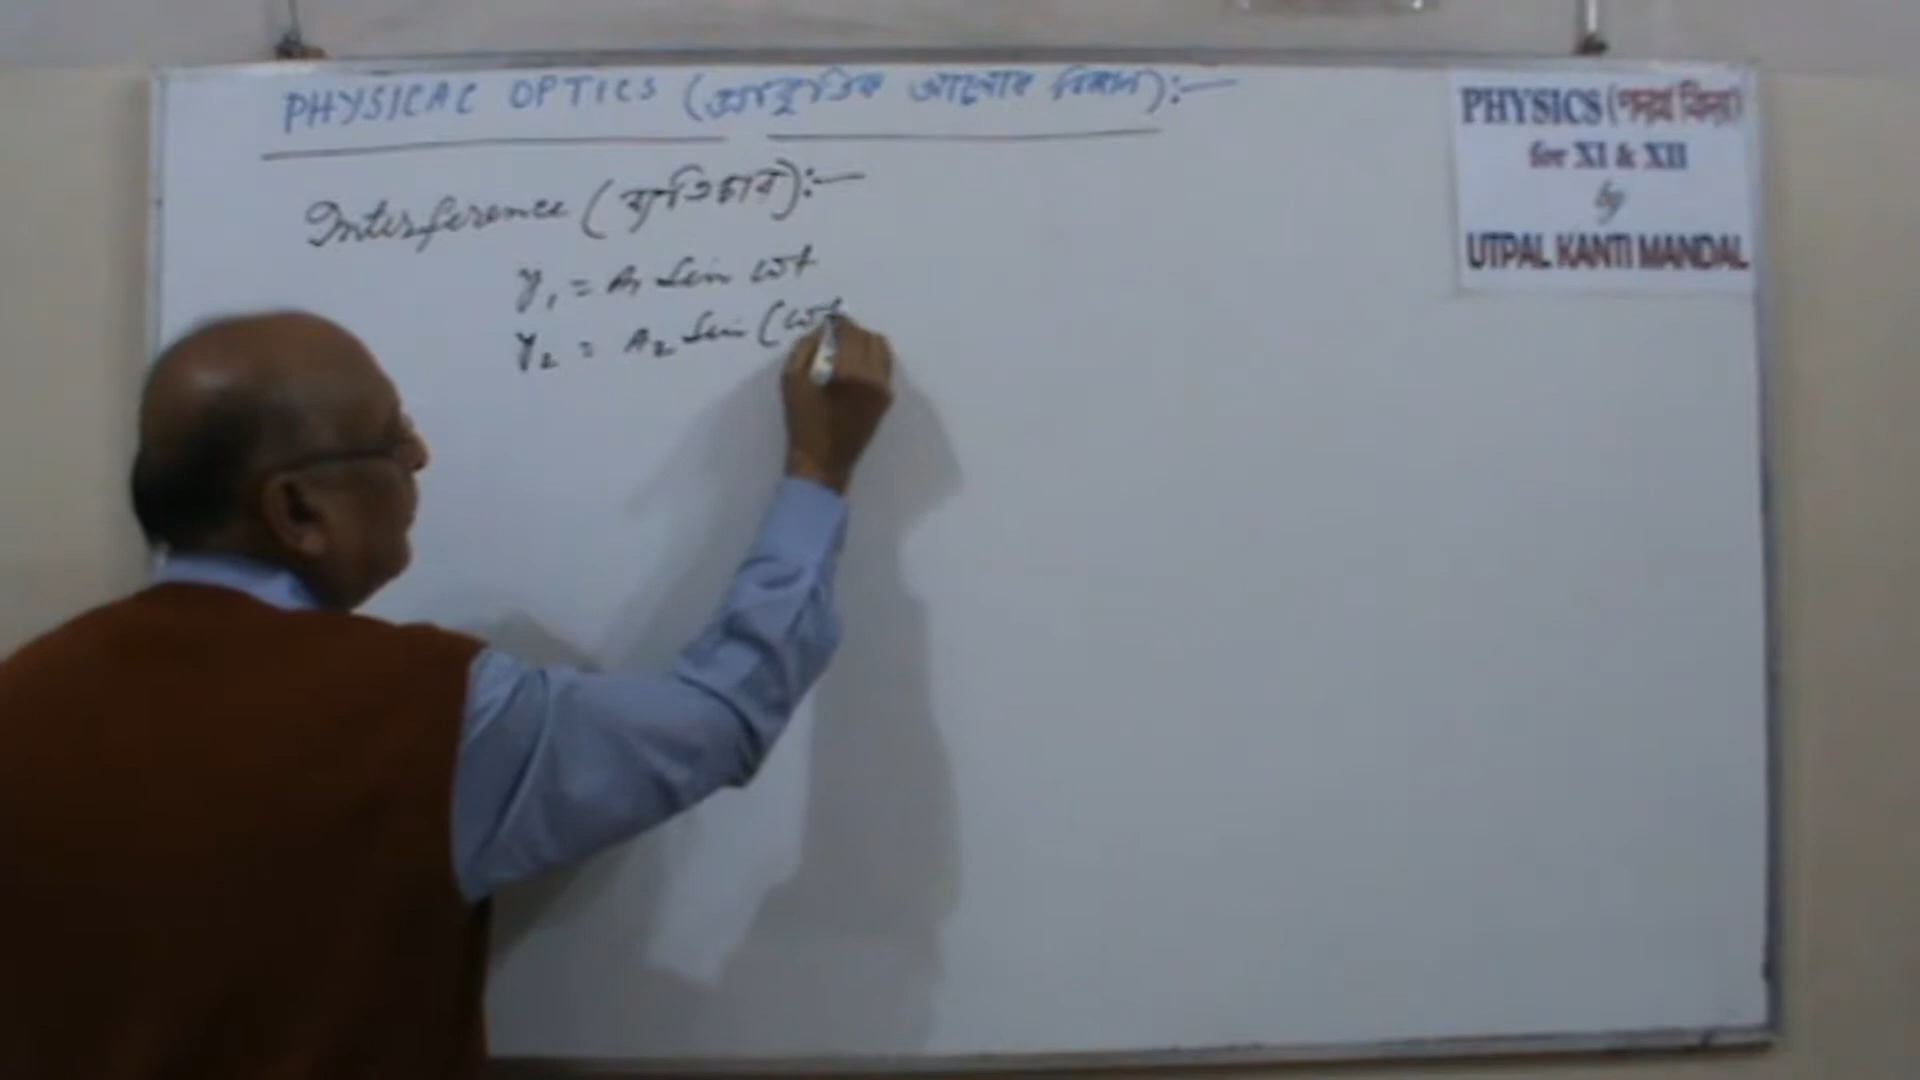 PHYSICAL OPTICS (প্রাকৃতিক আলোক বিজ্ঞান):-
Interference (ব্যতিচার):-
y₁ = A₁ Sin ωt
y₂ = A₂ Sin (ωt
PHYSICS (পদার্থ বিদ্যা)
for XI & XII
by
UTPAL KANTI MANDAL